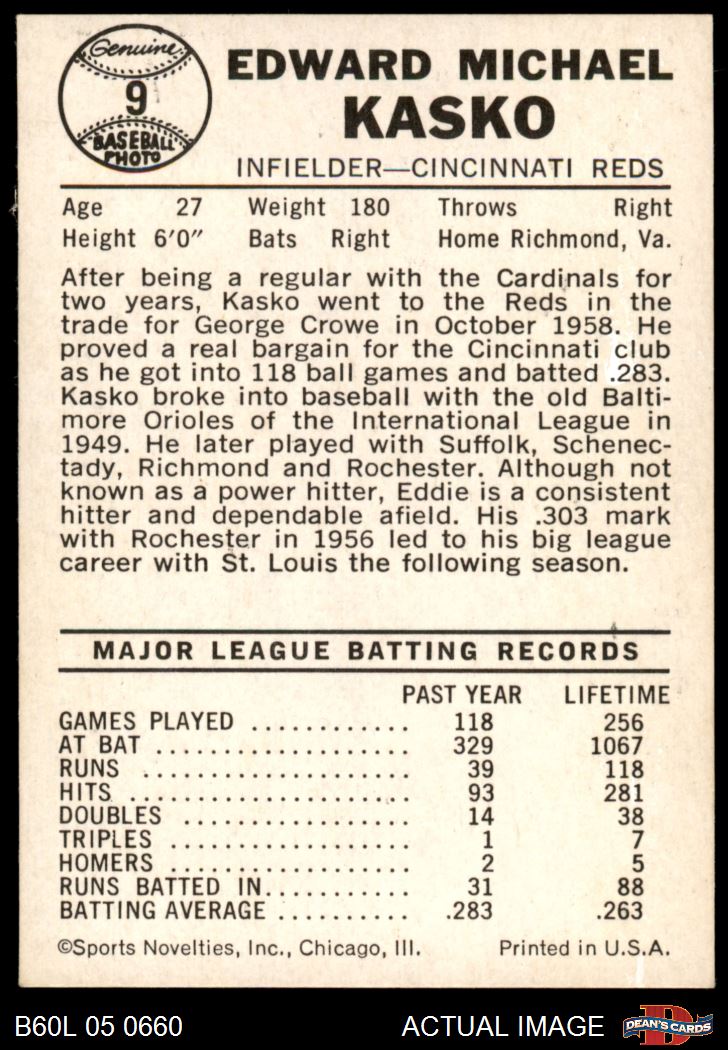 Genuine
9
BASEBALL
PHOTO
EDWARD MICHAEL
KASKO
INFIELDER—CINCINNATI REDS
Age 27 Weight 180 Throws Right
Height 6'0" Bats Right Home Richmond, Va.
After being a regular with the Cardinals for
two years, Kasko went to the Reds in the
trade for George Crowe in October 1958. He
proved a real bargain for the Cincinnati club
as he got into 118 ball games and batted .283.
Kasko broke into baseball with the old Balti-
more Orioles of the International League in
1949. He later played with Suffolk, Schenec-
tady, Richmond and Rochester. Although not
known as a power hitter, Eddie is a consistent
hitter and dependable afield. His .303 mark
with Rochester in 1956 led to his big league
career with St. Louis the following season.
MAJOR LEAGUE BATTING RECORDS
PAST YEAR LIFETIME
GAMES PLAYED ............ 118 256
AT BAT ................... 329 1067
RUNS .................... 39 118
HITS ..................... 93 281
DOUBLES ................. 14 38
TRIPLES ................... 1 7
HOMERS .................. 2 5
RUNS BATTED IN........... 31 88
BATTING AVERAGE .......... .283 .263
©Sports Novelties, Inc., Chicago, Ill. Printed in U.S.A.
B60L 05 0660 ACTUAL IMAGE D DEAN'S CARDS